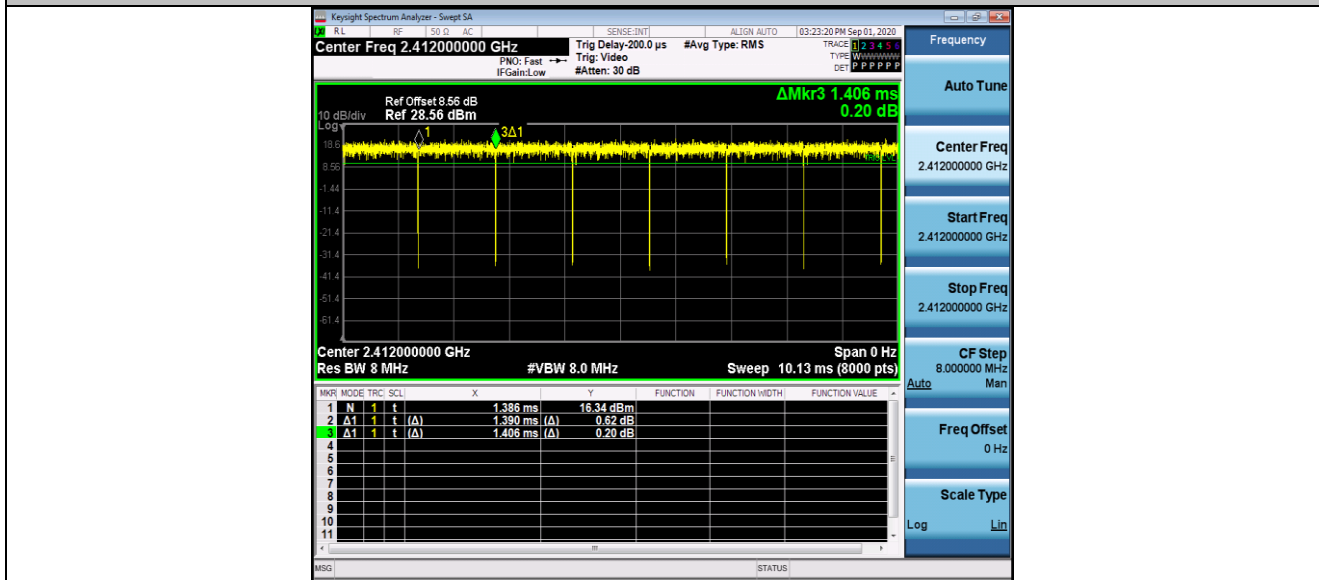 Keysight Spectrum Analyzer - Swept SA
RL RF 50 Ω AC SENSE:INT ALIGN AUTO 03:23:20 PM Sep 01, 2020
Center Freq 2.412000000 GHz
PNO: Fast
IFGain:Low
Trig Delay-200.0 µs
Trig: Video
#Atten: 30 dB
#Avg Type: RMS
TRACE 1 2 3 4 5 6
TYPE WWWWWW
DET P P P P P P
ΔMkr3 1.406 ms
0.20 dB
Ref Offset 8.56 dB
10 dB/div Ref 28.56 dBm
Log
1
3Δ1
18.6
8.56
-1.44
-11.4
-21.4
-31.4
-41.4
-51.4
-61.4
TRIG LVL
Center 2.412000000 GHz Span 0 Hz
Res BW 8 MHz #VBW 8.0 MHz Sweep 10.13 ms (8000 pts)
MKR MODE TRC SCL X Y FUNCTION FUNCTION WIDTH FUNCTION VALUE
1 N 1 t 1.386 ms 16.34 dBm
2 Δ1 1 t (Δ) 1.390 ms (Δ) 0.62 dB
3 Δ1 1 t (Δ) 1.406 ms (Δ) 0.20 dB
4
5
6
7
8
9
10
11
MSG STATUS
Frequency
Auto Tune
Center Freq
2.412000000 GHz
Start Freq
2.412000000 GHz
Stop Freq
2.412000000 GHz
CF Step
8.000000 MHz
Auto Man
Freq Offset
0 Hz
Scale Type
Log Lin